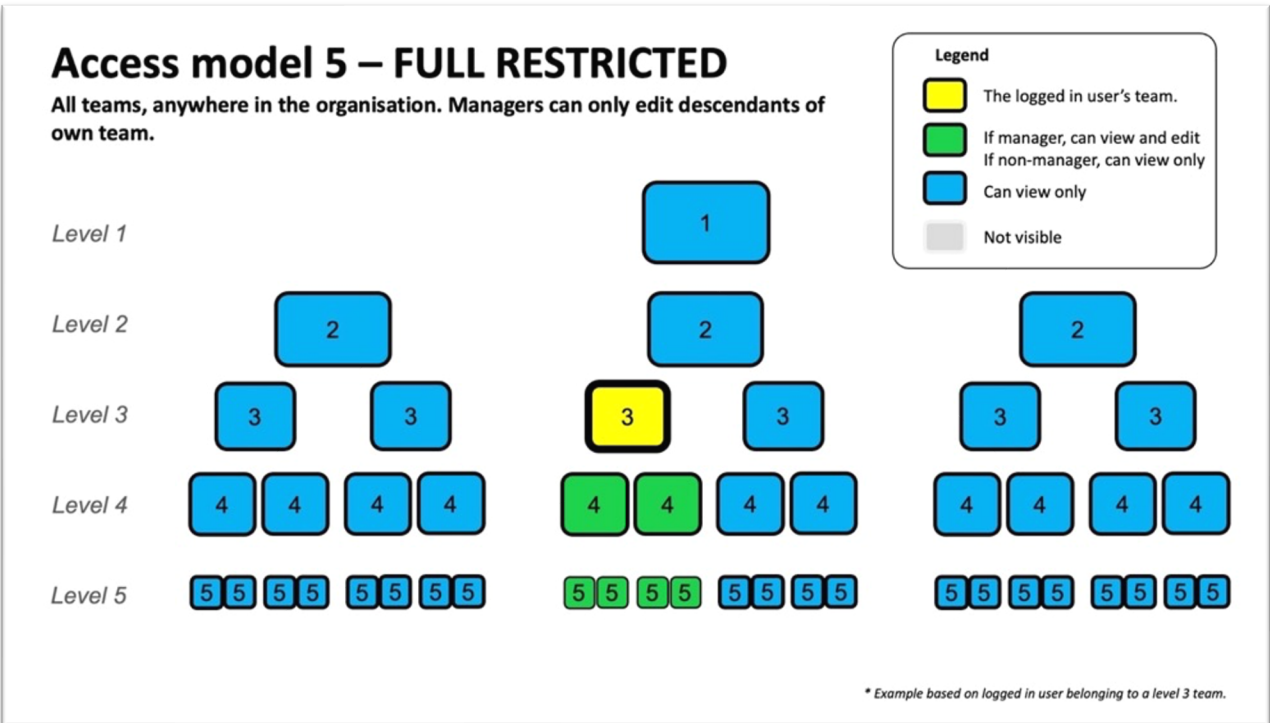 Access model 5 – FULL RESTRICTED
All teams, anywhere in the organisation. Managers can only edit descendants of
own team.
Legend
The logged in user’s team.
If manager, can view and edit
If non-manager, can view only
Can view only
Not visible
Level 1
1
Level 2
2 2 2
Level 3
3 3 3 3 3 3
Level 4
4 4 4 4 4 4 4 4 4 4 4 4
Level 5
5 5 5 5 5 5 5 5 5 5 5 5 5 5 5 5 5 5 5 5 5 5 5 5
* Example based on logged in user belonging to a level 3 team.